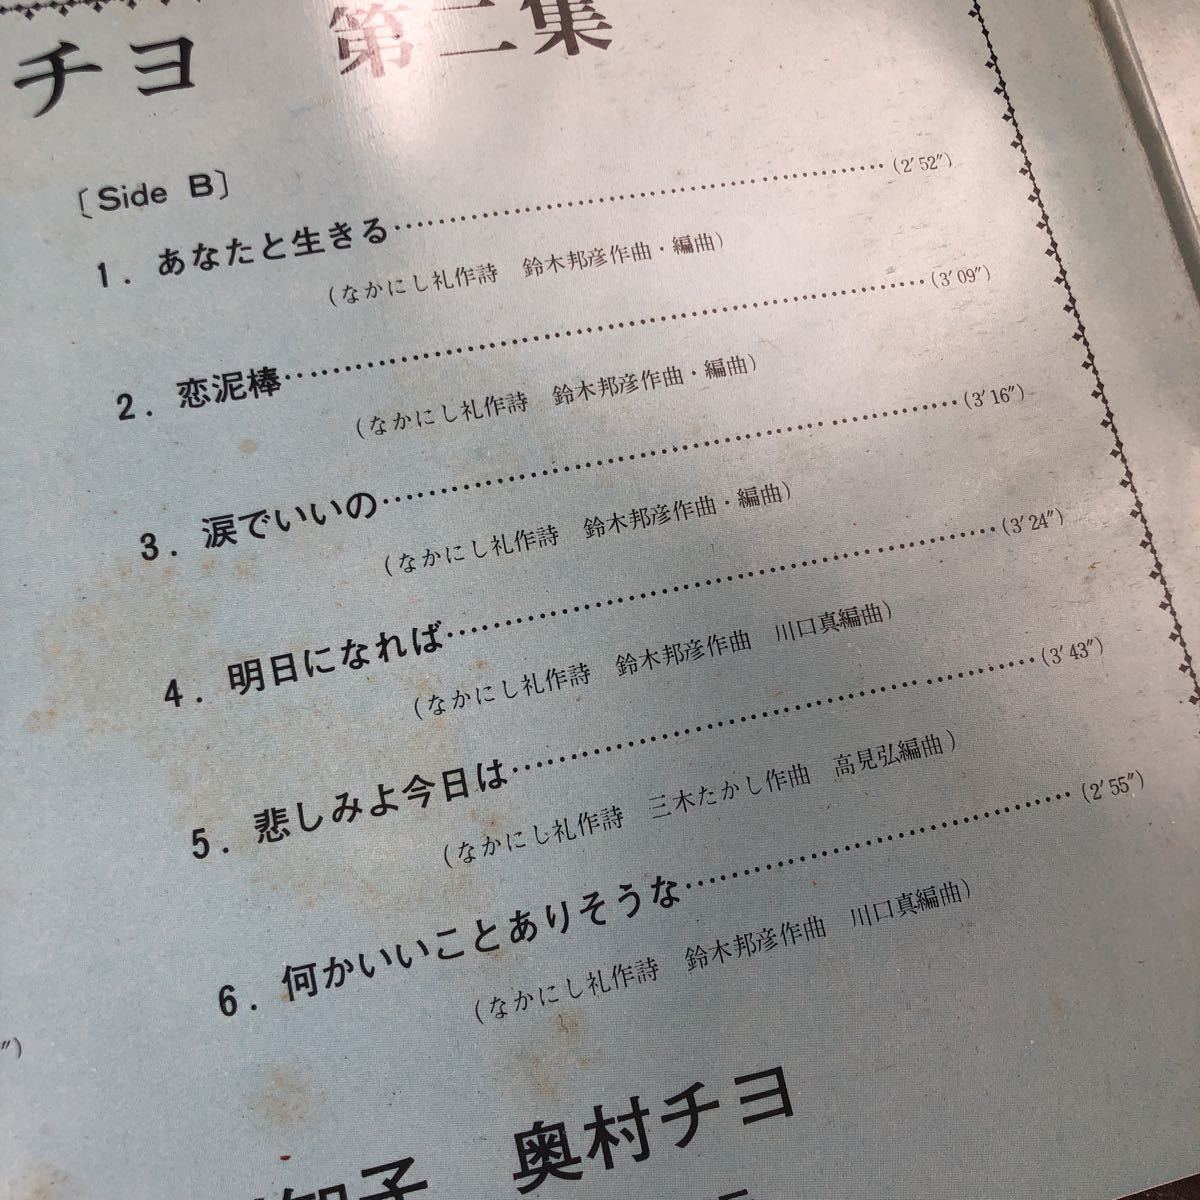 チヨ　第二集
〔Side B〕
1. あなたと生きる……………………………(2′52″)
(なかにし礼作詩　鈴木邦彦作曲・編曲)
2. 恋泥棒……………………………(3′09″)
(なかにし礼作詩　鈴木邦彦作曲・編曲)
3. 涙でいいの……………………………(3′16″)
(なかにし礼作詩　鈴木邦彦作曲・編曲)
4. 明日になれば……………………………(3′24″)
(なかにし礼作詩　鈴木邦彦作曲　川口真編曲)
5. 悲しみよ今日は……………………………(3′43″)
(なかにし礼作詩　三木たかし作曲　高見弘編曲)
6. 何かいいことありそうな……………………………(2′55″)
(なかにし礼作詩　鈴木邦彦作曲　川口真編曲)
″)
智子　奥村チヨ